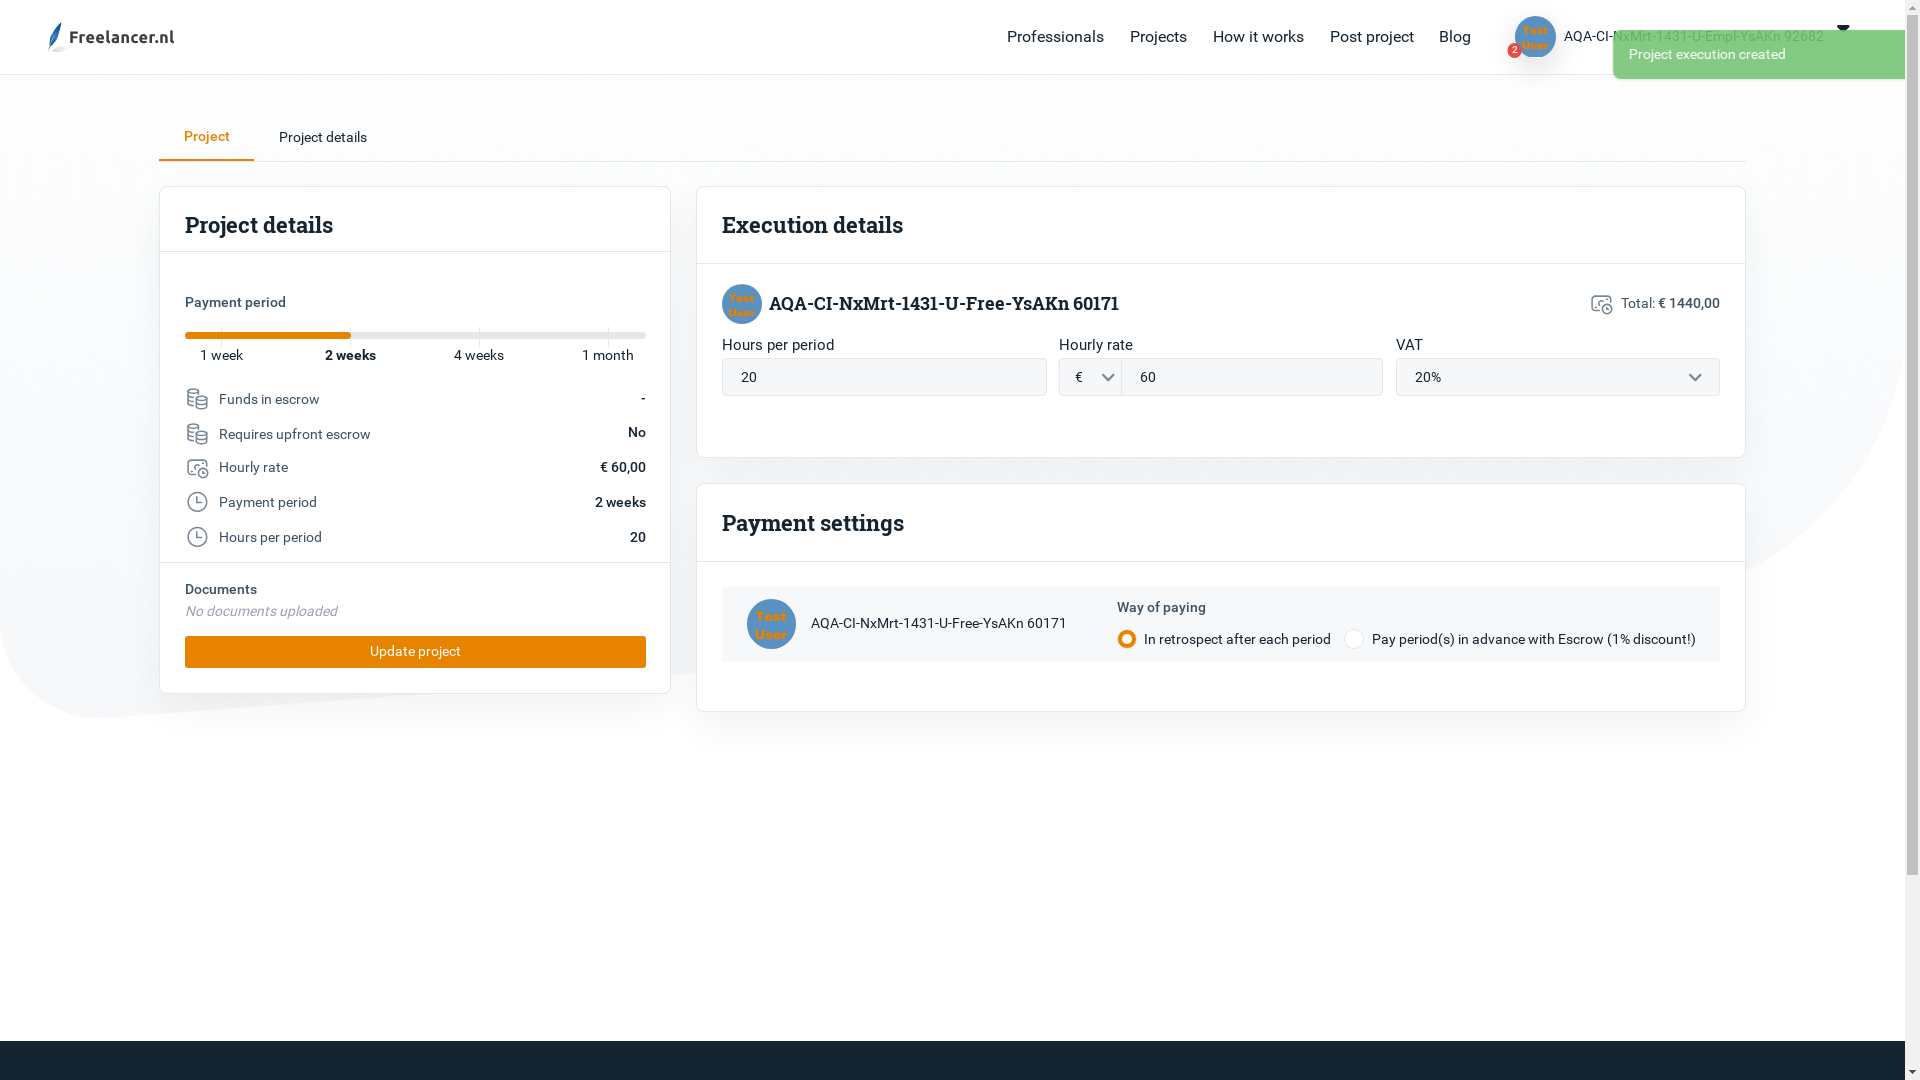 Freelancer.nl
Professionals
Projects
How it works
Post project
Blog
Test
User
2
AQA-CI-NxMrt-1431-U-Empl-YsAKn 92682
Project execution created
Project
Project details
Project details
Payment period
1 week
2 weeks
4 weeks
1 month
Funds in escrow
-
Requires upfront escrow
No
Hourly rate
€ 60,00
Payment period
2 weeks
Hours per period
20
Documents
No documents uploaded
Update project
Execution details
Test
User
AQA-CI-NxMrt-1431-U-Free-YsAKn 60171
Total: € 1440,00
Hours per period
Hourly rate
VAT
20
€
60
20%
Payment settings
Test
User
AQA-CI-NxMrt-1431-U-Free-YsAKn 60171
Way of paying
In retrospect after each period
Pay period(s) in advance with Escrow (1% discount!)